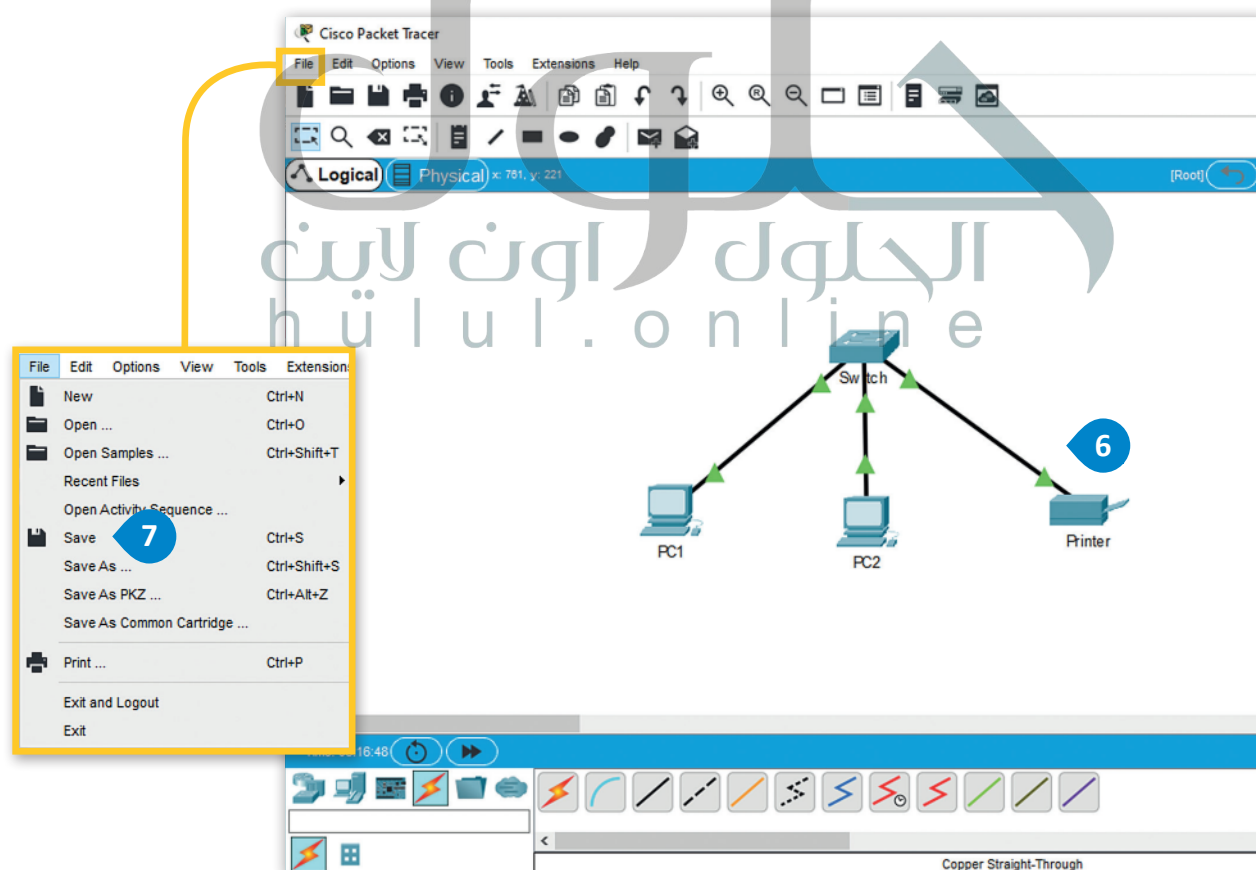 Cisco Packet Tracer
File Edit Options View Tools Extensions Help
Logical Physical x: 761, y: 221 [Root]
حلول
الحلول اون لاين
hülul.online
Switch
6
PC1
PC2
Printer
File Edit Options View Tools Extensions
New Ctrl+N
Open ... Ctrl+O
Open Samples ... Ctrl+Shift+T
Recent Files
Open Activity Sequence ...
Save 7 Ctrl+S
Save As ... Ctrl+Shift+S
Save As PKZ ... Ctrl+Alt+Z
Save As Common Cartridge ...
Print ... Ctrl+P
Exit and Logout
Exit
16:48
Copper Straight-Through